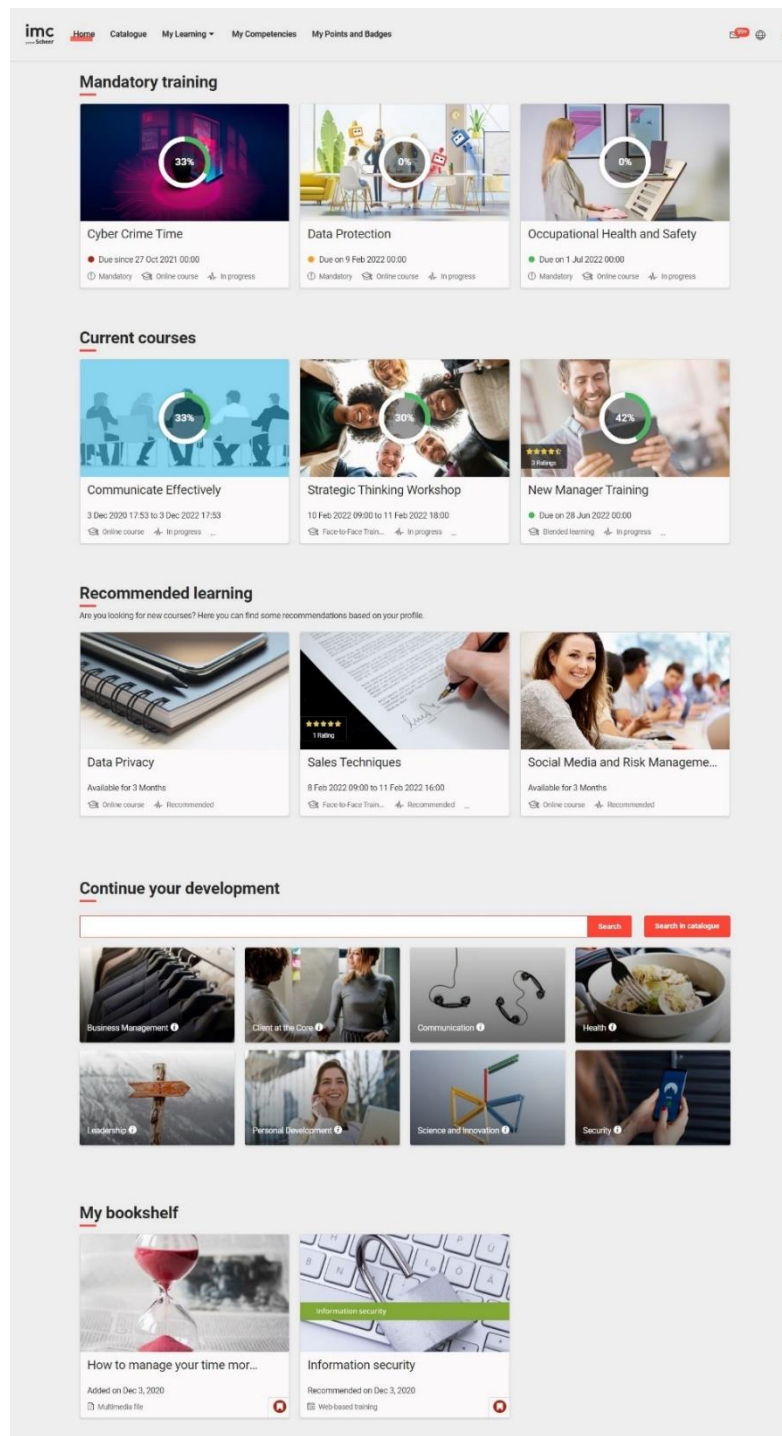 imc
Scheer
Home Catalogue My Learning My Competencies My Points and Badges
Mandatory training
33% 0% 0%
Cyber Crime Time Data Protection Occupational Health and Safety
Due since 27 Oct 2021 00:00 Due on 9 Feb 2022 00:00 Due on 1 Jul 2022 00:00
Mandatory Online course In progress Mandatory Online course In progress Mandatory Online course In progress
Current courses
33% 30% 42%
3 Ratings
Communicate Effectively Strategic Thinking Workshop New Manager Training
3 Dec 2020 17:53 to 3 Dec 2022 17:53 10 Feb 2022 09:00 to 11 Feb 2022 18:00 Due on 28 Jun 2022 00:00
Online course In progress ... Face-to-Face Train... In progress ... Blended learning In progress ...
Recommended learning
Are you looking for new courses? Here you can find some recommendations based on your profile.
1 Rating
Data Privacy Sales Techniques Social Media and Risk Manageme...
Available for 3 Months 8 Feb 2022 09:00 to 11 Feb 2022 16:00 Available for 3 Months
Online course Recommended Face-to-Face Train... Recommended ... Online course Recommended
Continue your development
Search Search in catalogue
Business Management Client at the Core Communication Health
Leadership Personal Development Science and Innovation Security
My bookshelf
Information security
How to manage your time mor... Information security
Added on Dec 3, 2020 Recommended on Dec 3, 2020
Multimedia file Web-based training